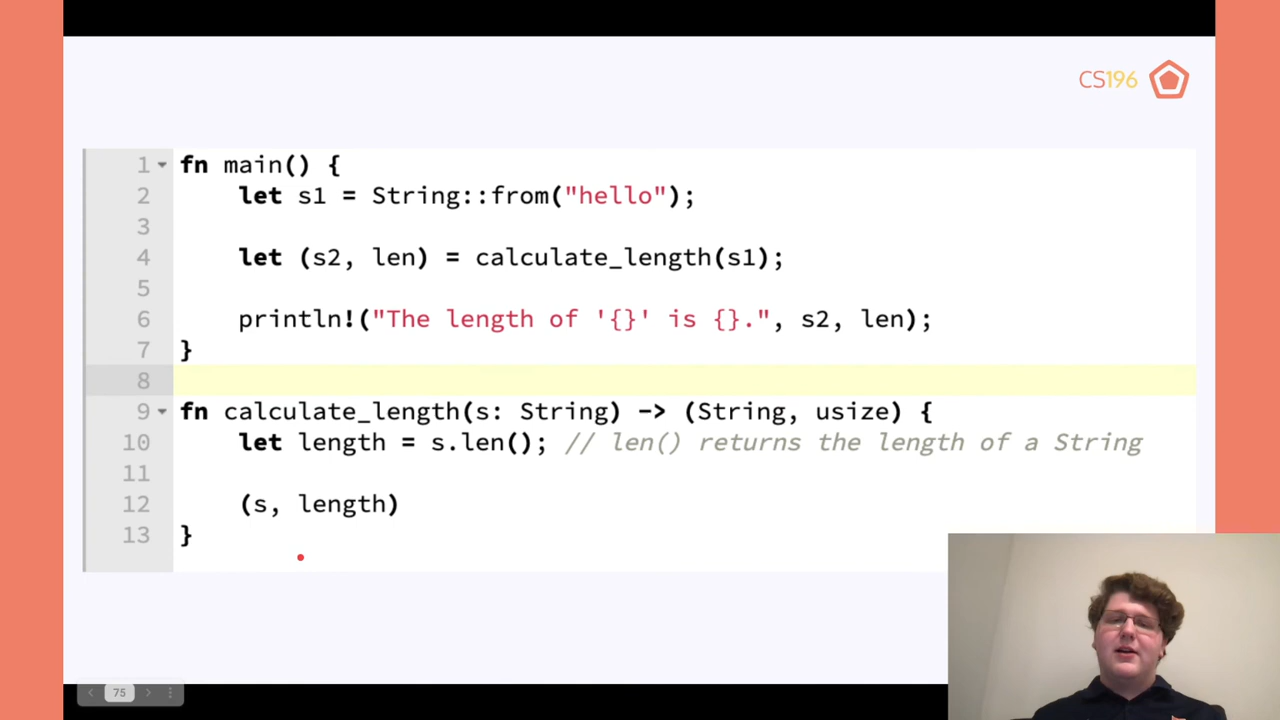 CS196
1 fn main() {
2 let s1 = String::from("hello");
3
4 let (s2, len) = calculate_length(s1);
5
6 println!("The length of '{}' is {}.", s2, len);
7 }
8
9 fn calculate_length(s: String) -> (String, usize) {
10 let length = s.len(); // len() returns the length of a String
11
12 (s, length)
13 }
75